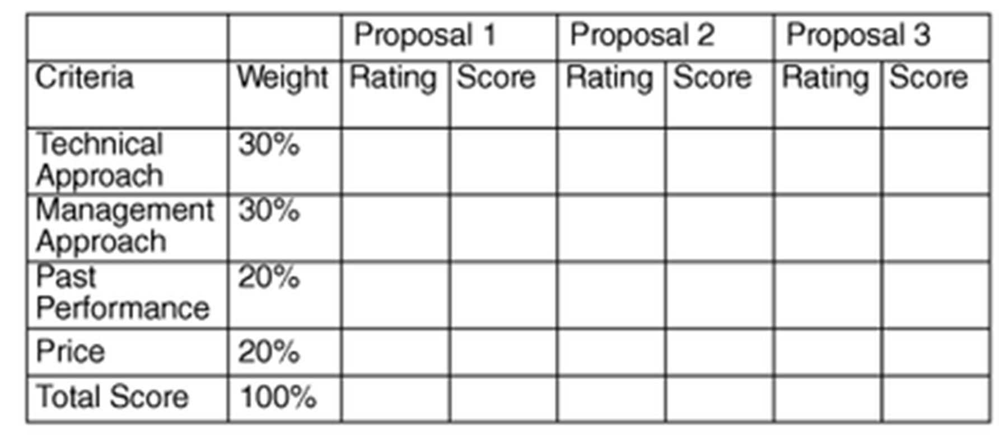 Proposal 1 Proposal 2 Proposal 3
Criteria Weight Rating Score Rating Score Rating Score
Technical 30%
Approach
Management 30%
Approach
Past 20%
Performance
Price 20%
Total Score 100%